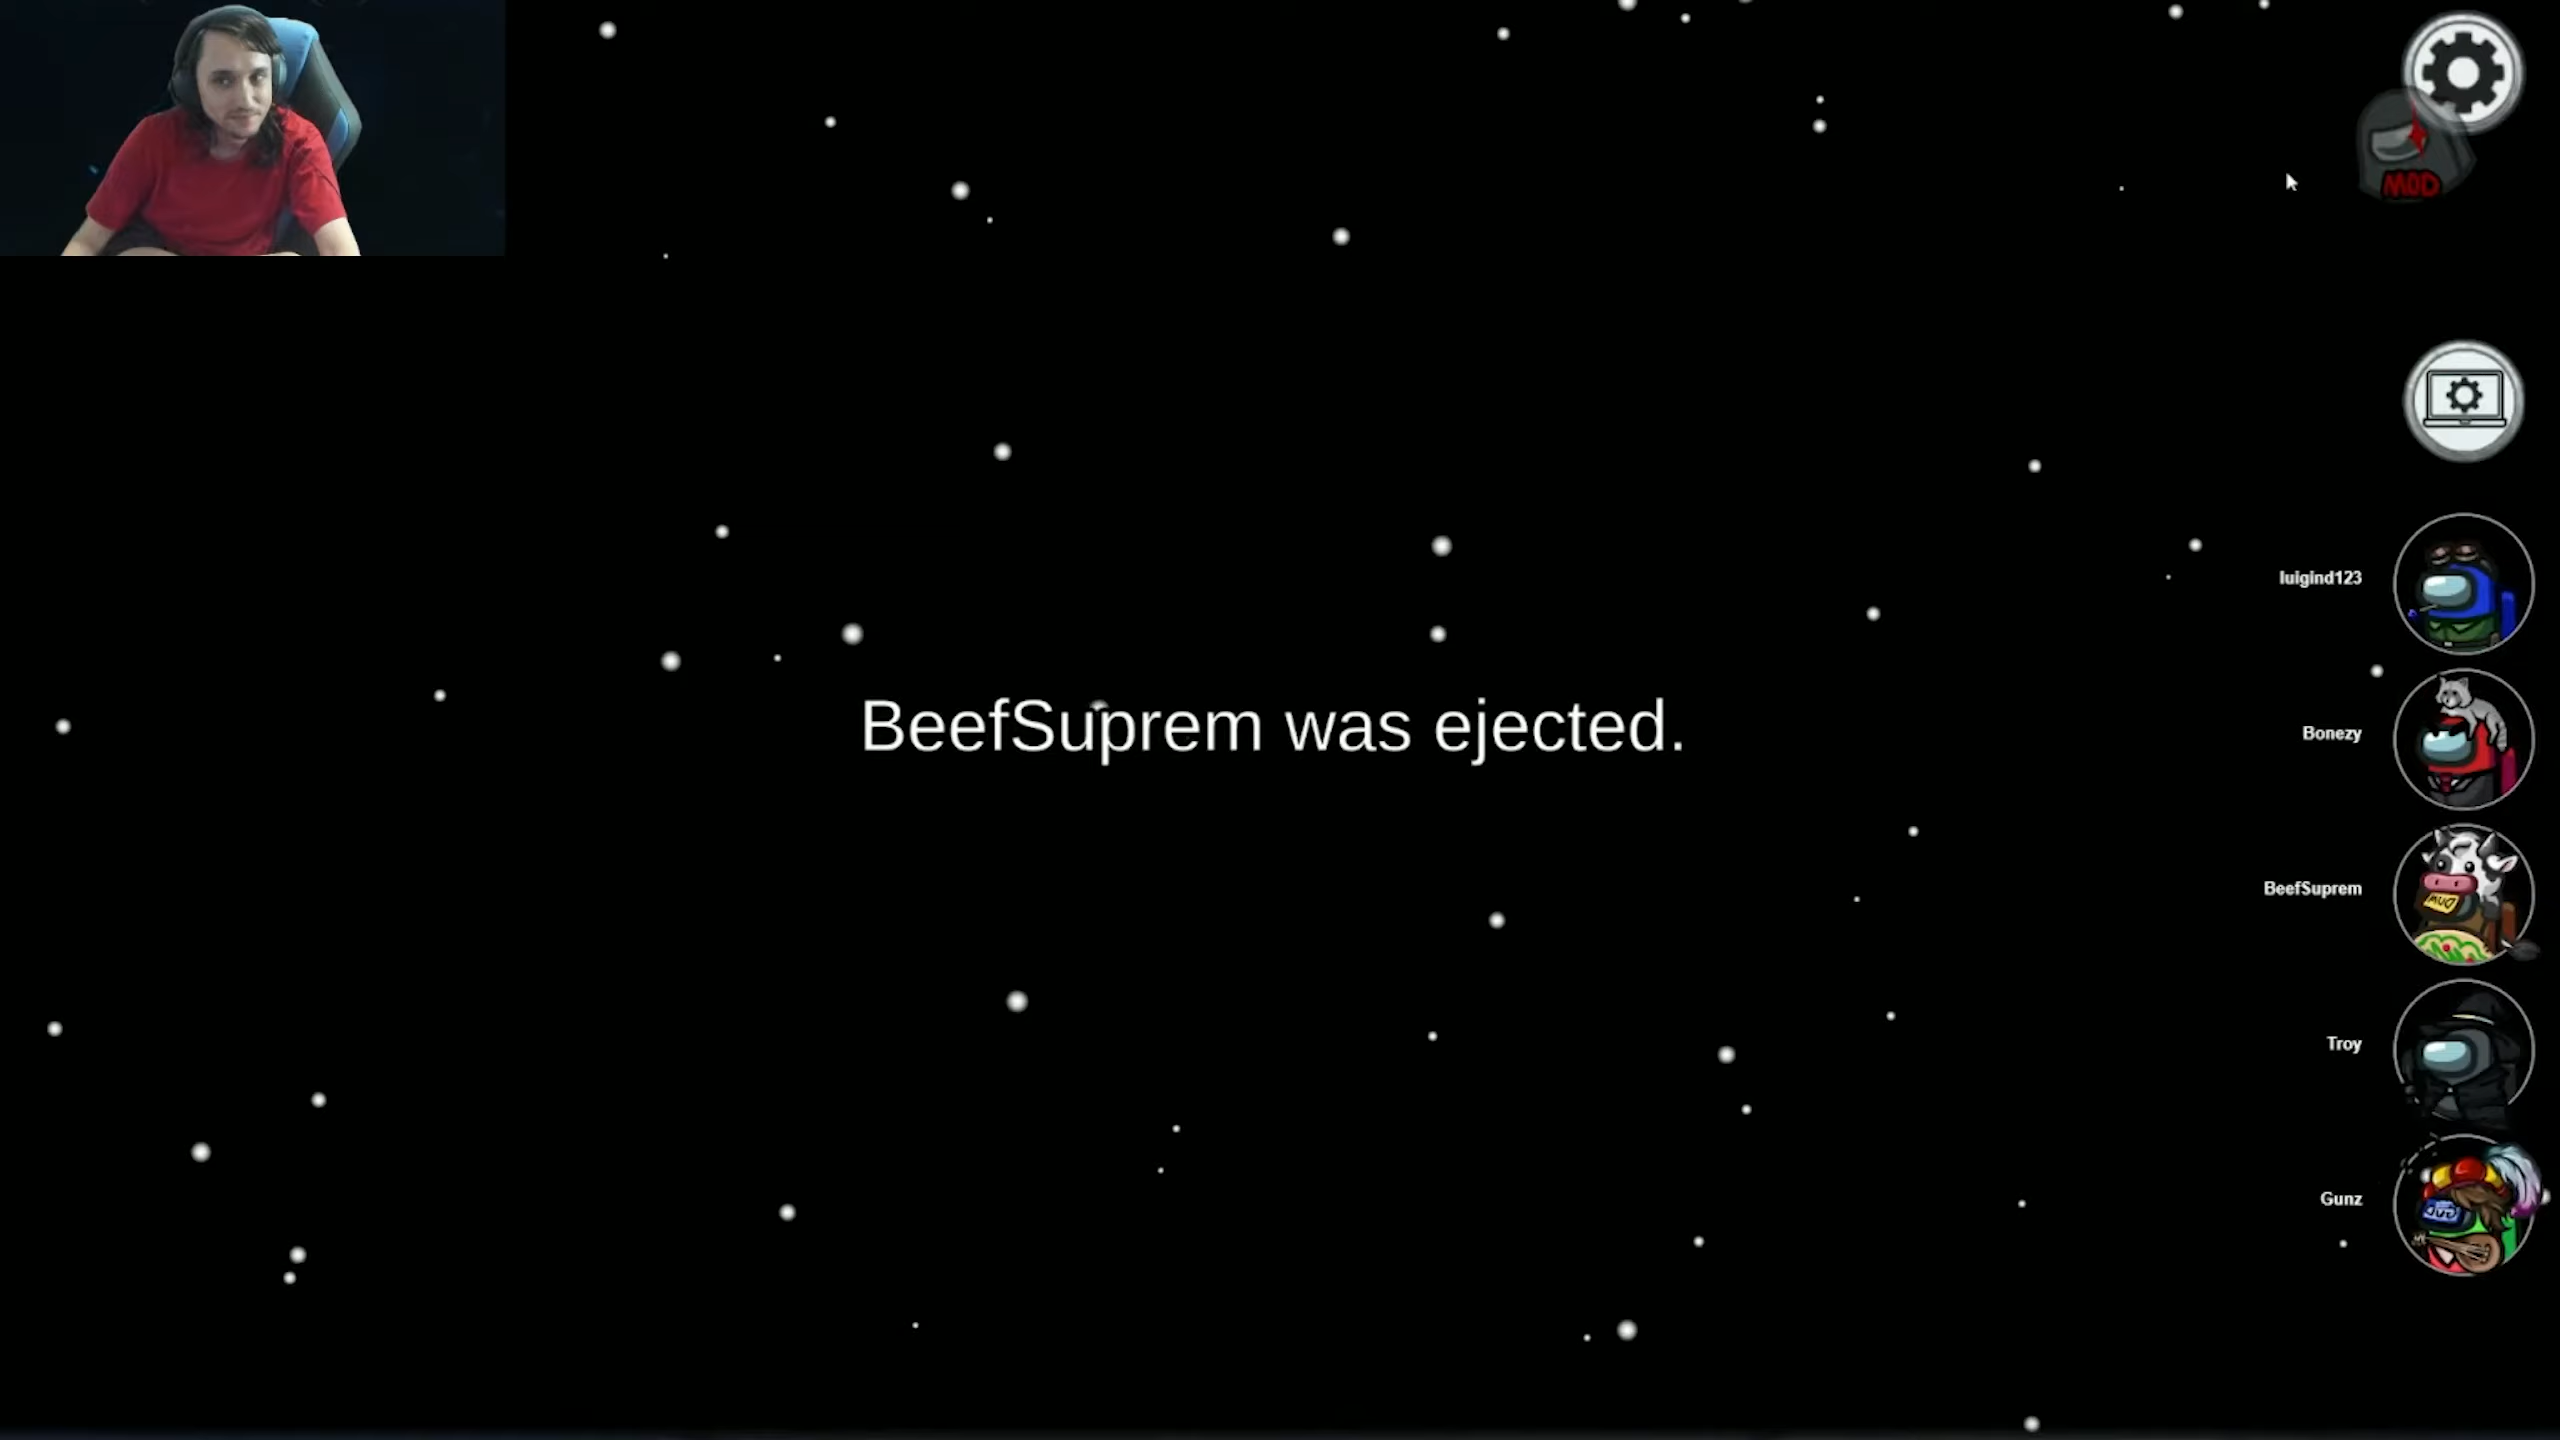 MOD
luigind123
Bonezy
BeefSuprem was ejected.
BeefSuprem
Troy
Gunz